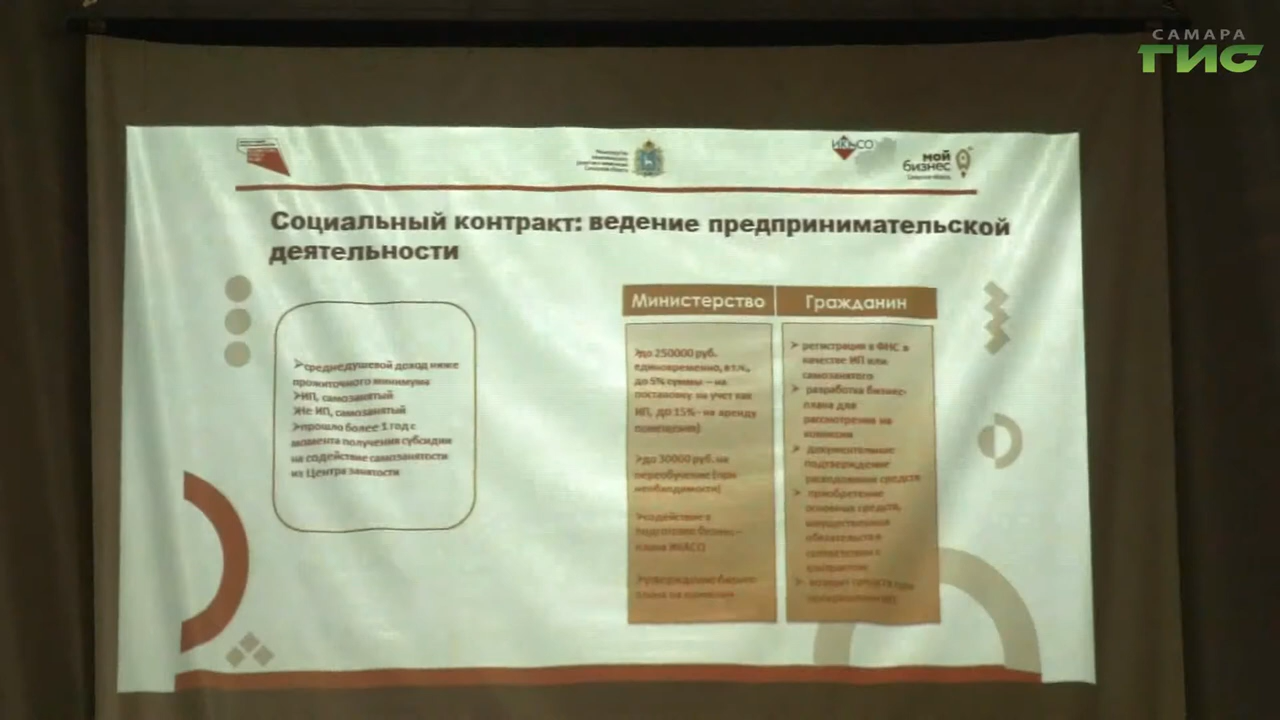 САМАРА
ГИС
ИКАСО
мой
бизнес
Социальный контракт: ведение предпринимательской
деятельности
среднедушевой доход ниже
прожиточного минимума
ИП, самозанятый
Не ИП, самозанятый
прошло более 1 год с
момента получения субсидии
на содействие самозанятости
из Центра занятости
Министерство
до 250000 руб.
единовременно, в т.ч.,
до 5% суммы – на
постановку на учет как
ИП, до 15% - на аренду
помещения)
до 30000 руб. на
переобучение (при
необходимости)
содействие в
подготовке бизнес-
плана ИКАСО
утверждение бизнес
плана на комиссии
Гражданин
регистрация в ФНС в
качестве ИП или
самозанятого
разработка бизнес-
плана для
рассмотрения на
комиссии
документальное
подтверждение
расходования средств
приобретение
основных средств,
имущественные
обязательства в
соответствии с
контрактом
возврат средств (при